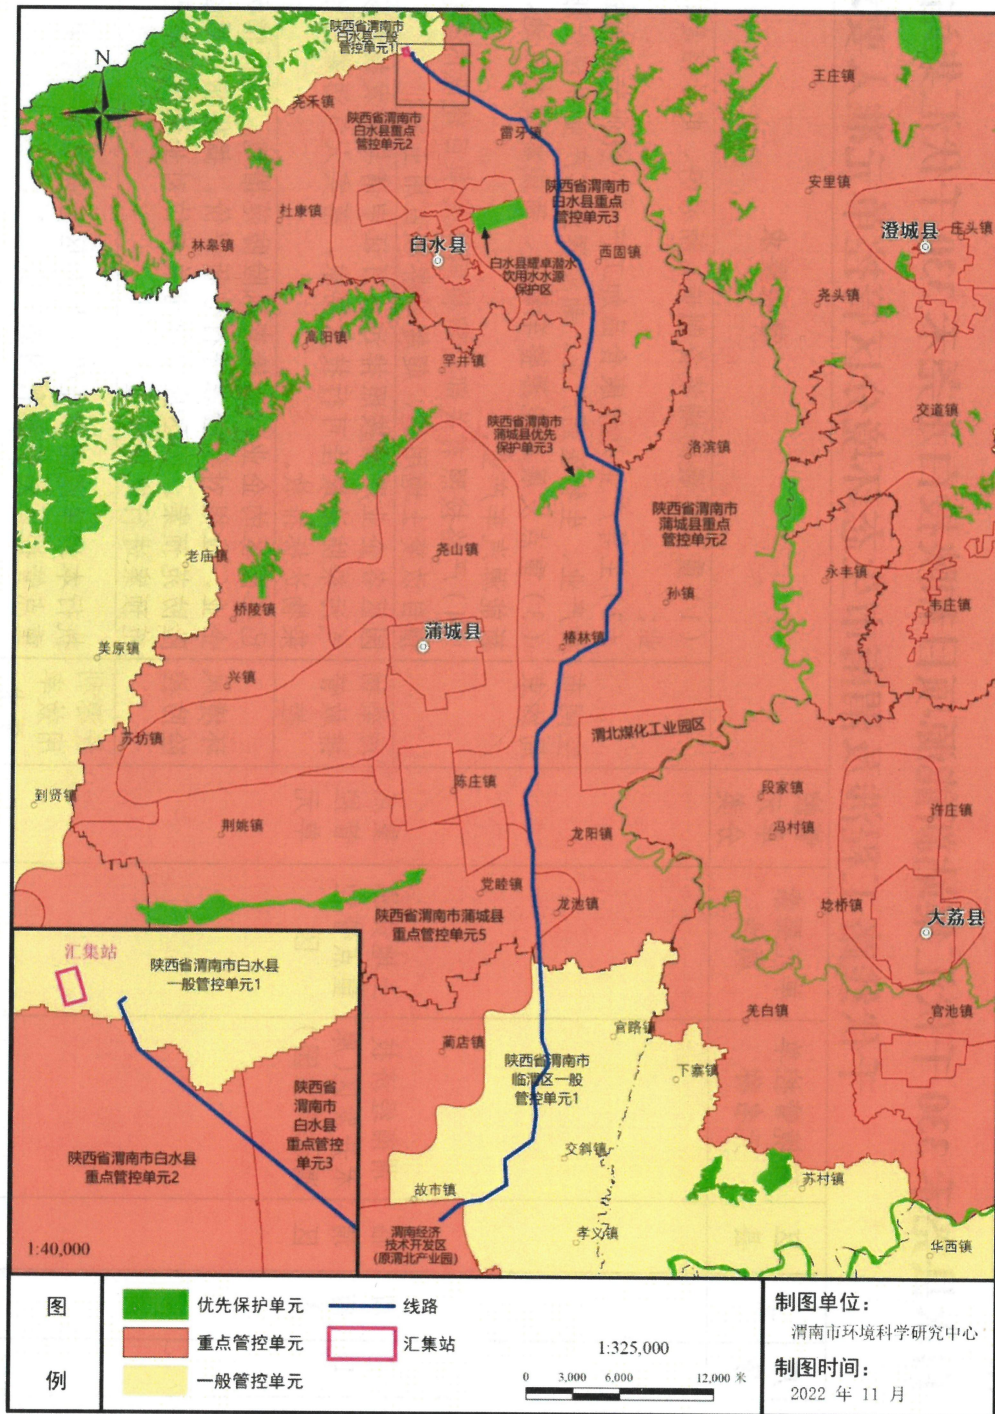 陕西省渭南市
白水县一般
管控单元1
N
王庄镇
尧禾镇
陕西省渭南市
白水县重点
管控单元2
雷牙镇
安里镇
陕西省渭南市
白水县重点
管控单元3
杜康镇
林皋镇
白水县
西固镇
澄城县
庄头镇
白水县耀卓潜水
饮用水水源
保护区
尧头镇
高阳镇
罕井镇
交道镇
陕西省渭南市
蒲城县优先
保护单元3
洛滨镇
陕西省渭南市
蒲城县重点
管控单元2
老庙镇
尧山镇
永丰镇
桥陵镇
孙镇
韦庄镇
蒲城县
椿林镇
美原镇
兴镇
苏坊镇
渭北煤化工业园区
到贤镇
陈庄镇
段家镇
许庄镇
荆姚镇
龙阳镇
冯村镇
党睦镇
龙池镇
埝桥镇
大荔县
陕西省渭南市蒲城县
重点管控单元5
汇集站
陕西省渭南市白水县
一般管控单元1
羌白镇
官池镇
官路镇
蔺店镇
陕西省渭南市
临渭区一般
管控单元1
下寨镇
陕西省
渭南市
白水县
重点管控
单元3
陕西省渭南市白水县
重点管控单元2
交斜镇
苏村镇
故市镇
渭南经济
技术开发区
(原渭北产业园)
孝义镇
华西镇
1:40,000
图
例
优先保护单元
重点管控单元
一般管控单元
线路
汇集站
1:325,000
0 3,000 6,000 12,000 米
制图单位：
渭南市环境科学研究中心
制图时间：
2022 年 11 月